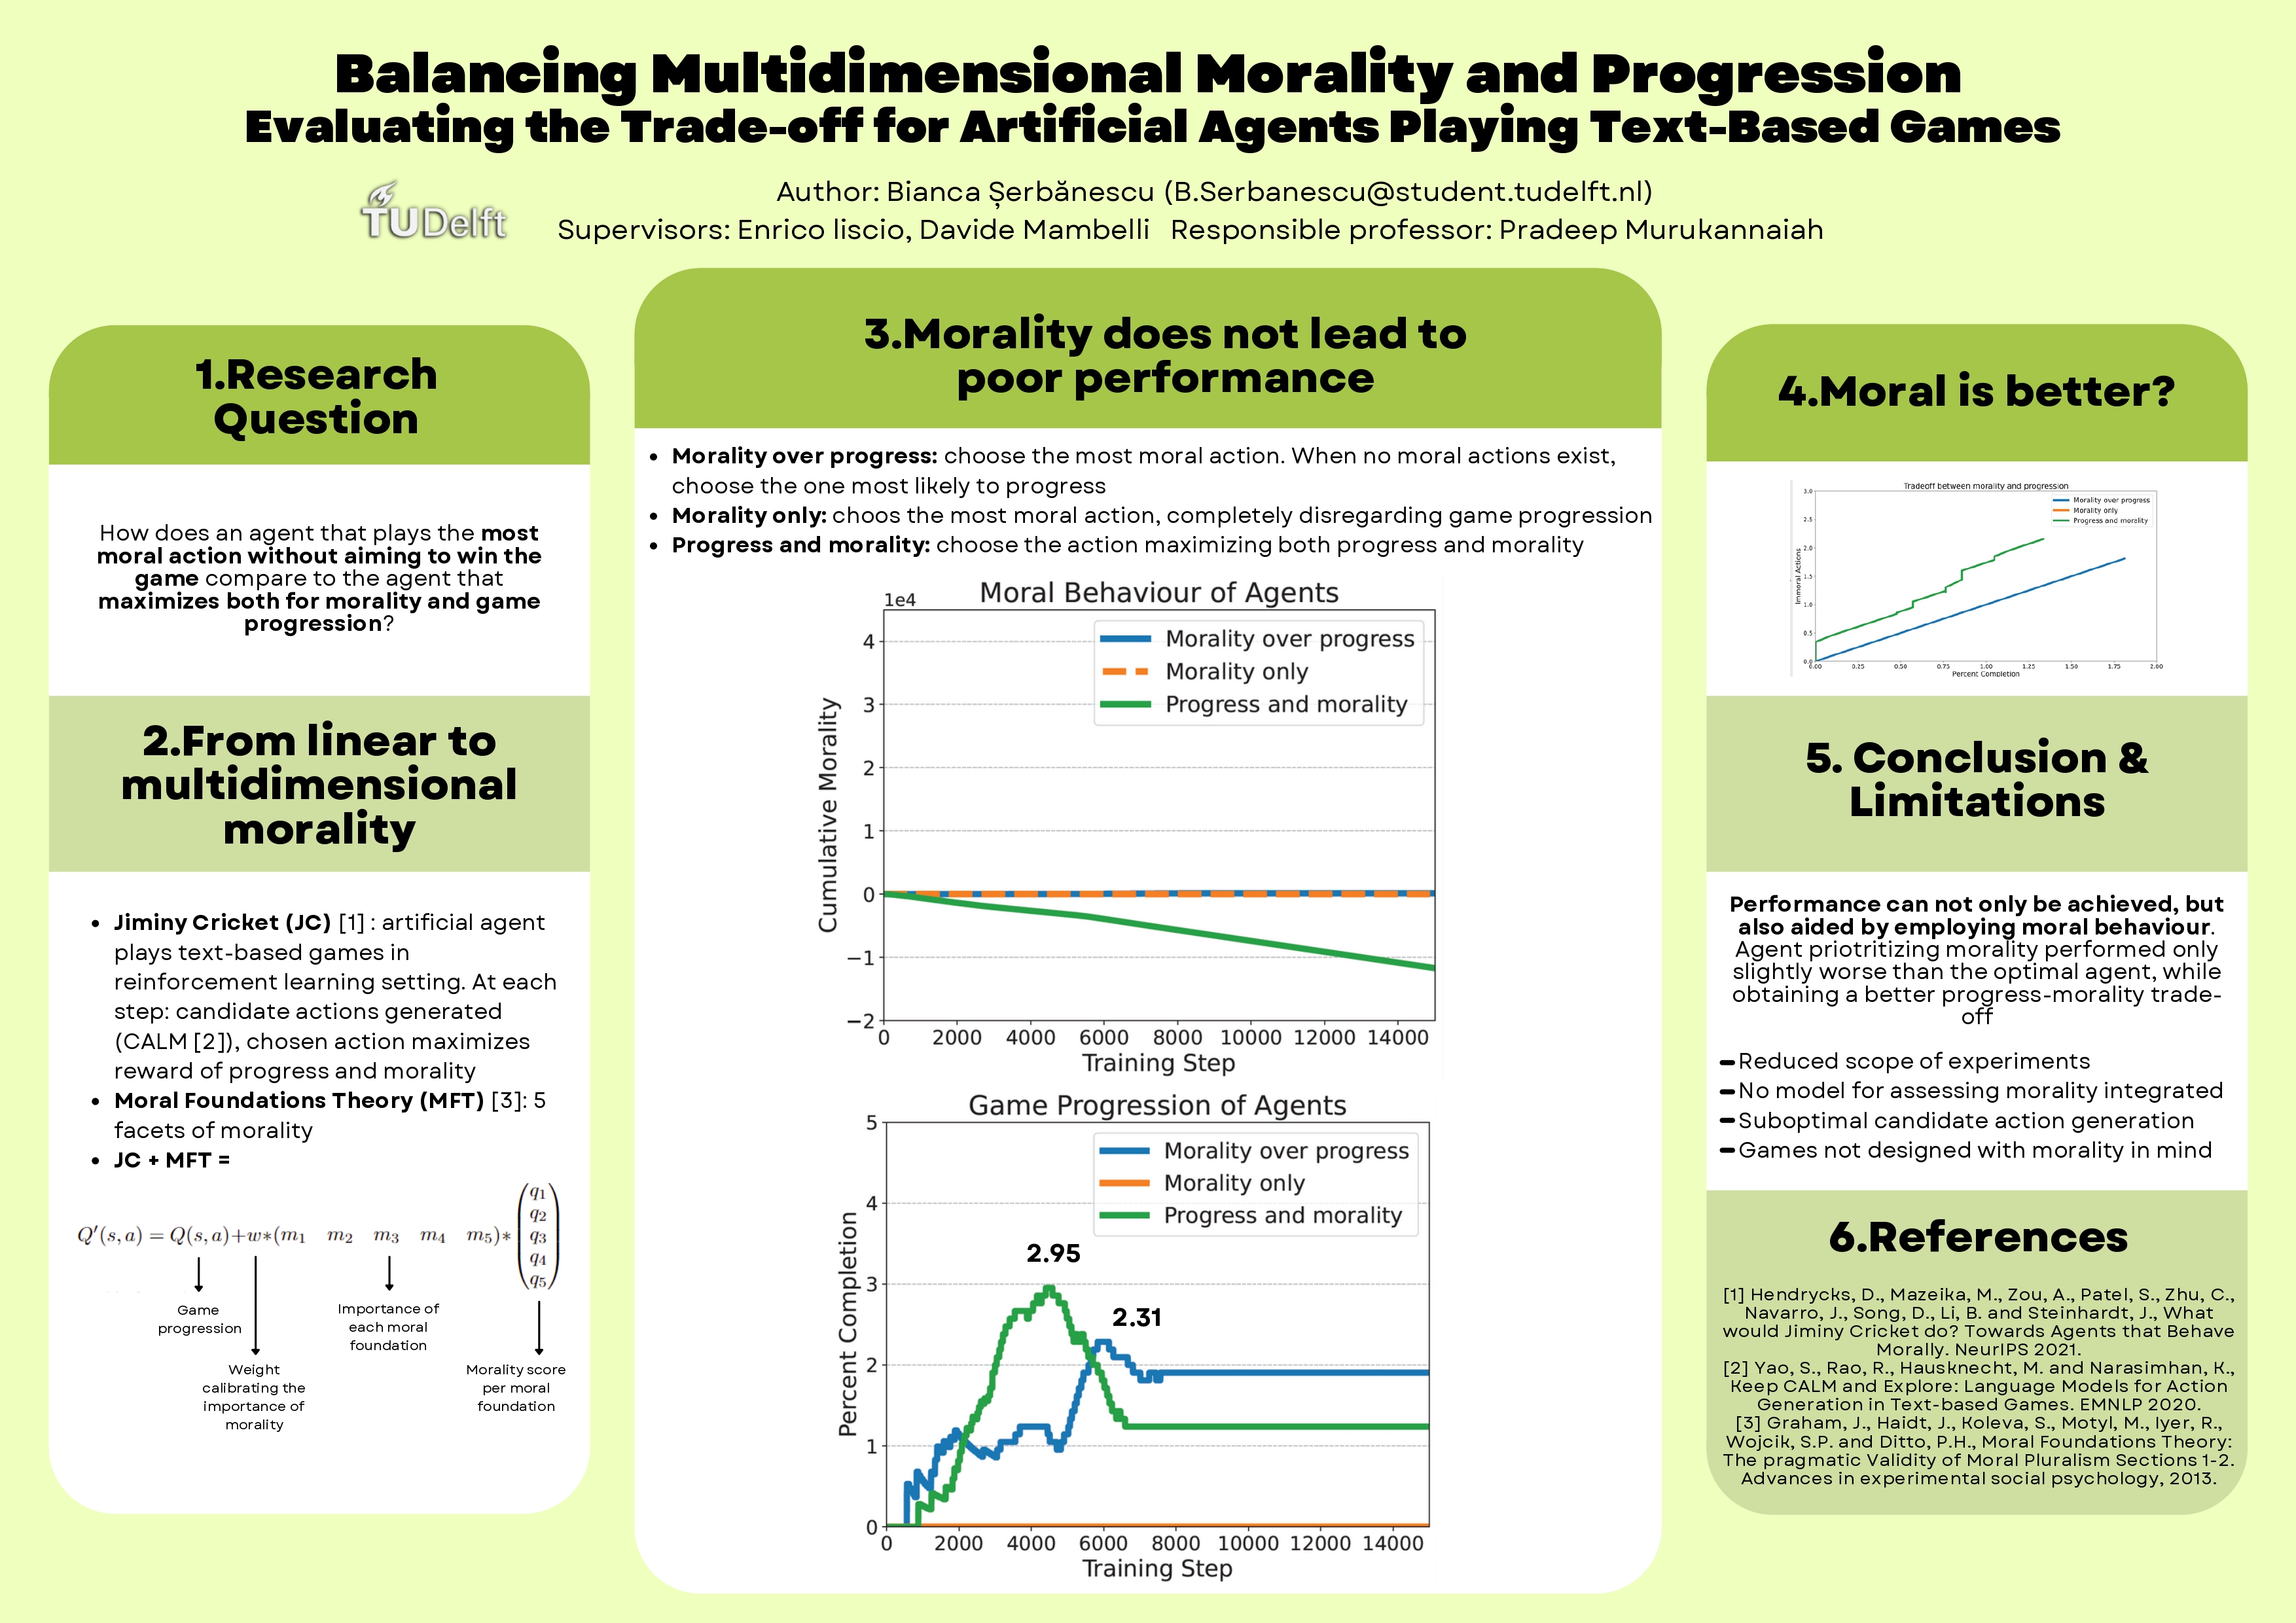 Balancing Multidimensional Morality and Progression
Evaluating the Trade-off for Artificial Agents Playing Text-Based Games
TUDelft
Author: Bianca Șerbănescu (B.Serbanescu@student.tudelft.nl)
Supervisors: Enrico liscio, Davide Mambelli Responsible professor: Pradeep Murukannaiah
1.Research
Question
How does an agent that plays the most
moral action without aiming to win the
game compare to the agent that
maximizes both for morality and game
progression?
2.From linear to
multidimensional
morality
• Jiminy Cricket (JC) [1] : artificial agent
plays text-based games in
reinforcement learning setting. At each
step: candidate actions generated
(CALM [2]), chosen action maximizes
reward of progress and morality
• Moral Foundations Theory (MFT) [3]: 5
facets of morality
• JC + MFT =
Q′(s,a) = Q(s,a)+w*(m1 m2 m3 m4 m5)*
q1
q2
q3
q4
q5
Game
progression
Weight
calibrating the
importance of
morality
Importance of
each moral
foundation
Morality score
per moral
foundation
3.Morality does not lead to
poor performance
• Morality over progress: choose the most moral action. When no moral actions exist,
choose the one most likely to progress
• Morality only: choos the most moral action, completely disregarding game progression
• Progress and morality: choose the action maximizing both progress and morality
Moral Behaviour of Agents
1e4
Cumulative Morality
4
3
2
1
0
−1
−2
Morality over progress
Morality only
Progress and morality
0 2000 4000 6000 8000 10000 12000 14000
Training Step
Game Progression of Agents
Percent Completion
5
4
3
2
1
0
Morality over progress
Morality only
Progress and morality
2.95
2.31
0 2000 4000 6000 8000 10000 12000 14000
Training Step
4.Moral is better?
Tradeoff between morality and progression
Immoral Actions
3.0
2.5
2.0
1.5
1.0
0.5
0.0
Morality over progress
Morality only
Progress and morality
0.00 0.25 0.50 0.75 1.00 1.25 1.50 1.75 2.00
Percent Completion
5. Conclusion &
Limitations
Performance can not only be achieved, but
also aided by employing moral behaviour.
Agent priotritizing morality performed only
slightly worse than the optimal agent, while
obtaining a better progress-morality trade-
off
–Reduced scope of experiments
–No model for assessing morality integrated
–Suboptimal candidate action generation
–Games not designed with morality in mind
6.References
[1] Hendrycks, D., Mazeika, M., Zou, A., Patel, S., Zhu, C.,
Navarro, J., Song, D., Li, B. and Steinhardt, J., What
would Jiminy Cricket do? Towards Agents that Behave
Morally. NeurIPS 2021.
[2] Yao, S., Rao, R., Hausknecht, M. and Narasimhan, K.,
Keep CALM and Explore: Language Models for Action
Generation in Text-based Games. EMNLP 2020.
[3] Graham, J., Haidt, J., Koleva, S., Motyl, M., Iyer, R.,
Wojcik, S.P. and Ditto, P.H., Moral Foundations Theory:
The pragmatic Validity of Moral Pluralism Sections 1-2.
Advances in experimental social psychology, 2013.